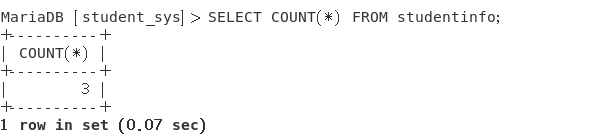 MariaDB [student_sys]> SELECT COUNT(*) FROM studentinfo;
+----------+
| COUNT(*) |
+----------+
|        3 |
+----------+
1 row in set (0.07 sec)